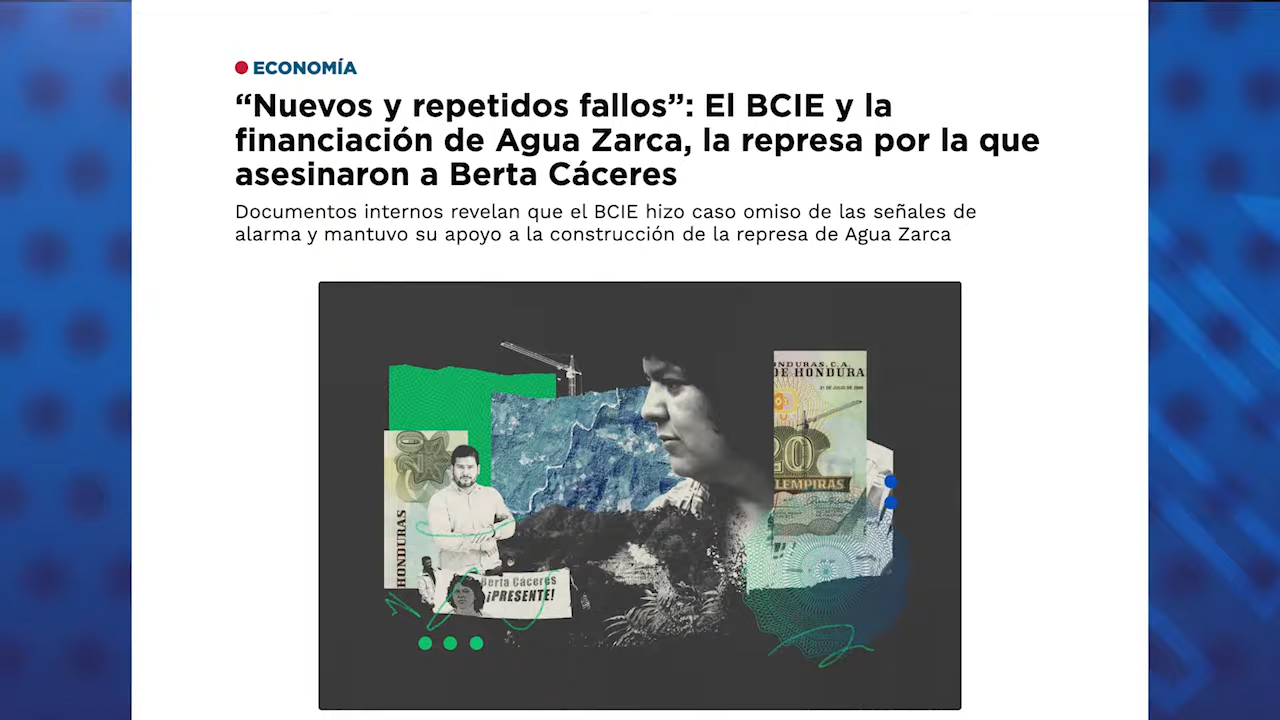 ECONOMÍA
“Nuevos y repetidos fallos”: El BCIE y la
financiación de Agua Zarca, la represa por la que
asesinaron a Berta Cáceres
Documentos internos revelan que el BCIE hizo caso omiso de las señales de
alarma y mantuvo su apoyo a la construcción de la represa de Agua Zarca
ONDURAS, C.A.
DE HONDURA
20
LEMPIRAS
20
HONDURAS
Berta Cáceres
¡PRESENTE!